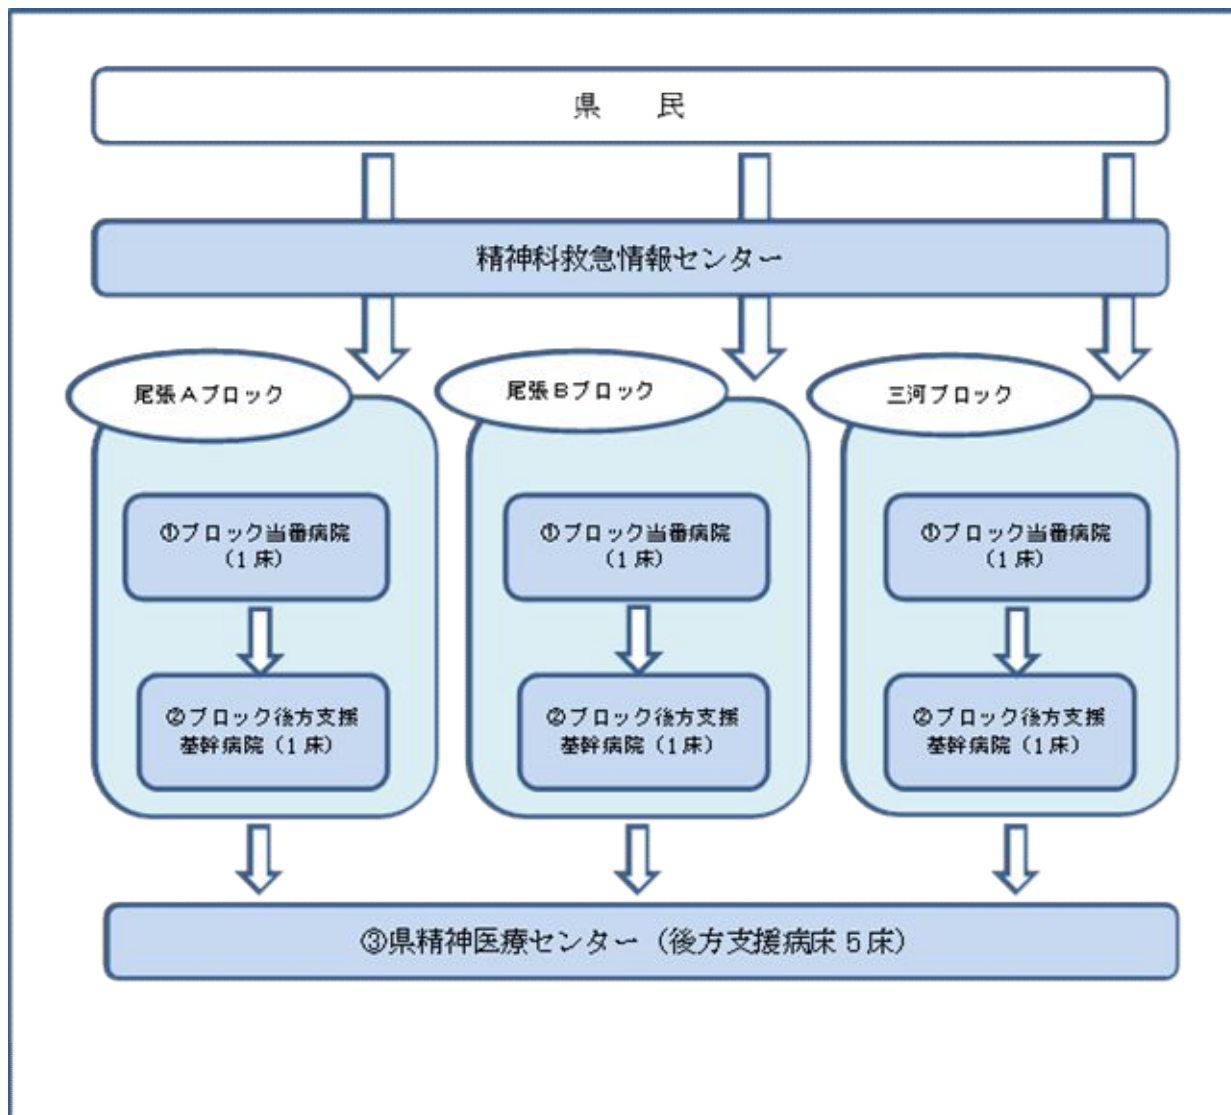 県　　民
精神科救急情報センター
尾張Aブロック
尾張Bブロック
三河ブロック
①ブロック当番病院
（1床）
①ブロック当番病院
（1床）
①ブロック当番病院
（1床）
②ブロック後方支援
基幹病院（1床）
②ブロック後方支援
基幹病院（1床）
②ブロック後方支援
基幹病院（1床）
③県精神医療センター（後方支援病床5床）